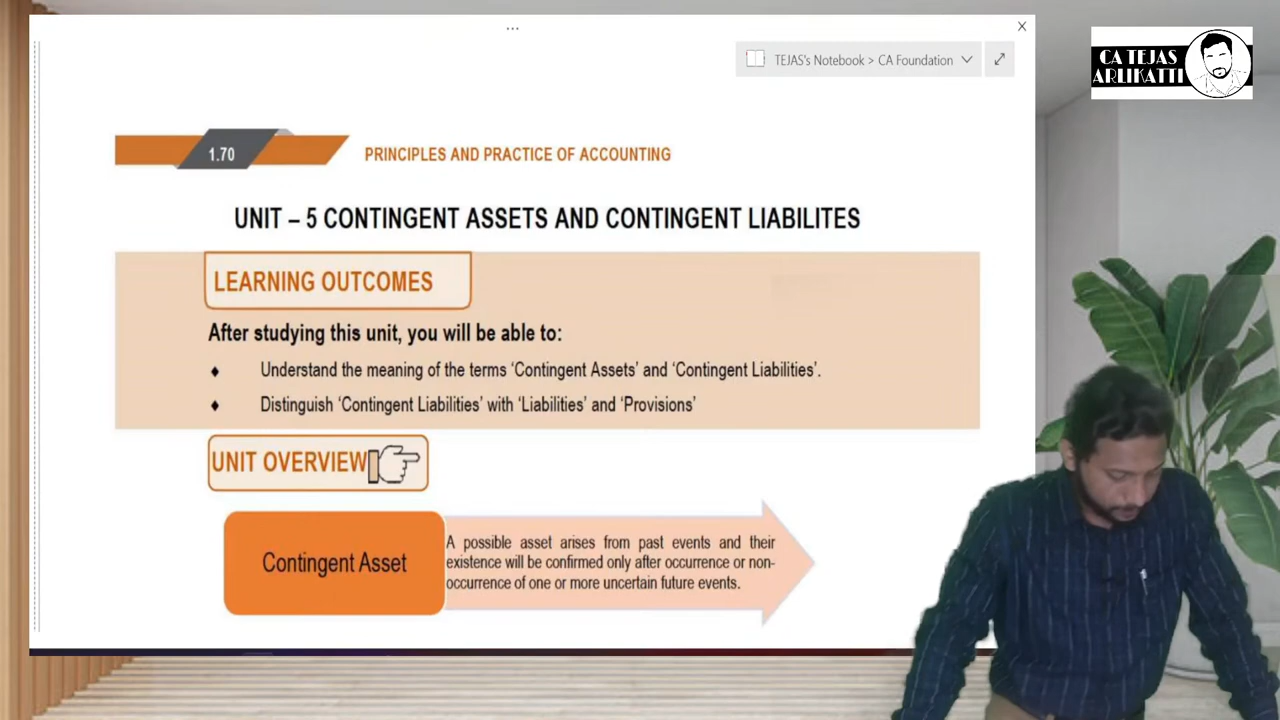 ...
X
TEJAS's Notebook > CA Foundation
CA TEJAS
ARLIKATTI
1.70
PRINCIPLES AND PRACTICE OF ACCOUNTING
UNIT – 5 CONTINGENT ASSETS AND CONTINGENT LIABILITES
LEARNING OUTCOMES
After studying this unit, you will be able to:
♦ Understand the meaning of the terms ‘Contingent Assets’ and ‘Contingent Liabilities’.
♦ Distinguish ‘Contingent Liabilities’ with ‘Liabilities’ and ‘Provisions’
UNIT OVERVIEW
Contingent Asset
A possible asset arises from past events and their
existence will be confirmed only after occurrence or non-
occurrence of one or more uncertain future events.